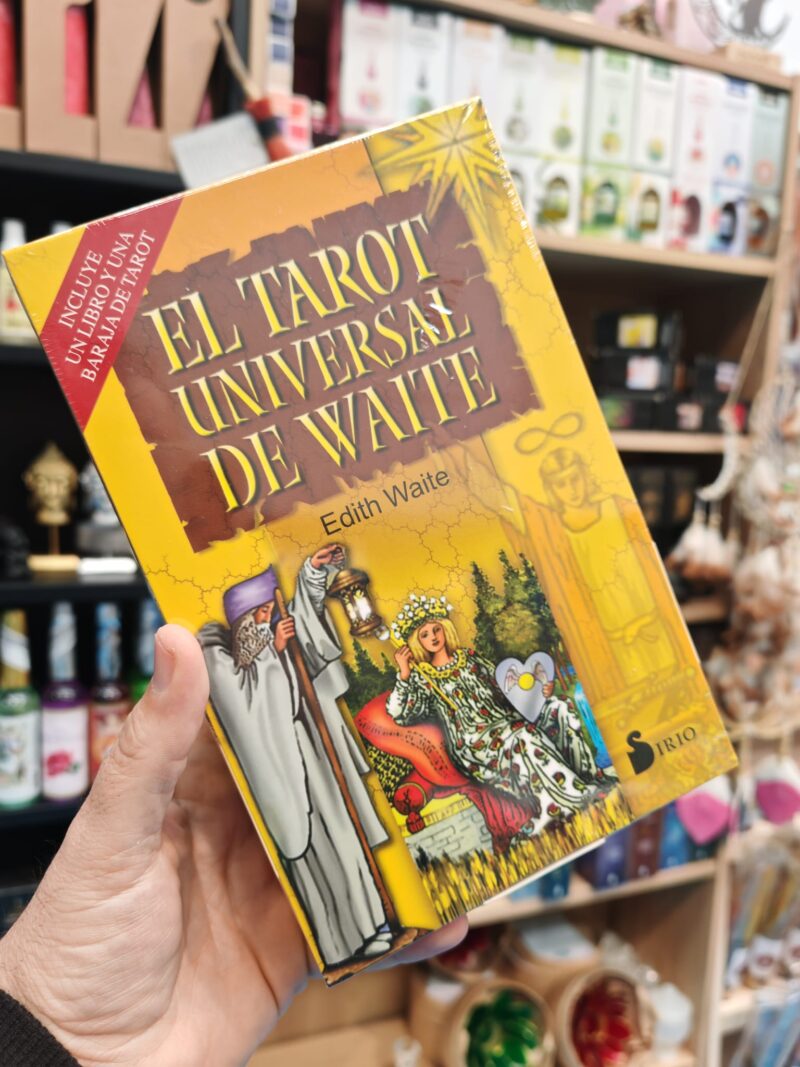 INCLUYE
UN LIBRO Y UNA
BARAJA DE TAROT
EL TAROT
UNIVERSAL
DE WAITE
Edith Waite
SIRIO